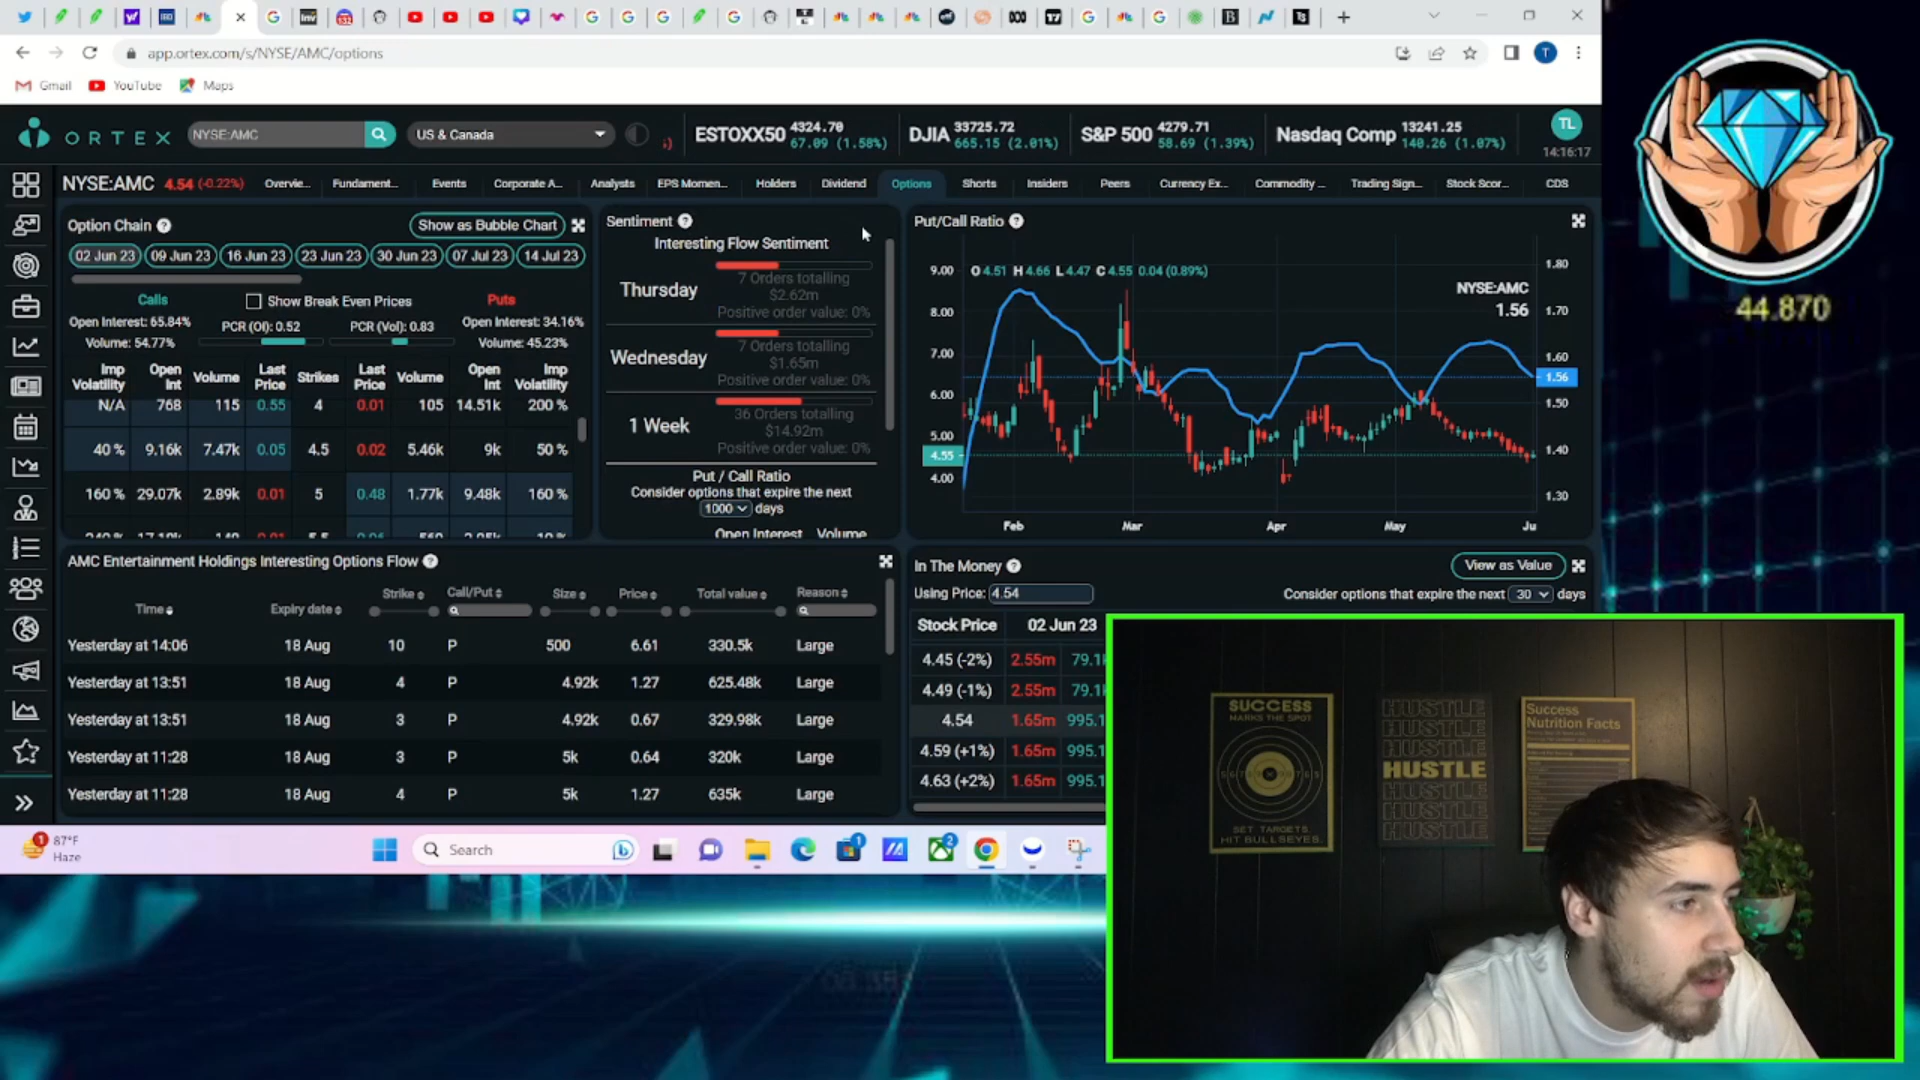 app.ortex.com/s/NYSE/AMC/options
Gmail YouTube Maps
ORTEX NYSE:AMC US & Canada
ESTOXX50 4324.70 67.09 (1.58%) DJIA 33725.72 665.15 (2.01%) S&P 500 4279.71 58.69 (1.39%) Nasdaq Comp 13241.25 140.26 (1.07%) TL 14:16:17
44.870
NYSE:AMC 4.54 (-0.22%) Overvie... Fundament... Events Corporate A... Analysts EPS Momen... Holders Dividend Options Shorts Insiders Peers Currency Ex... Commodity ... Trading Sign... Stock Scor... CDS
Option Chain Show as Bubble Chart
02 Jun 23 09 Jun 23 16 Jun 23 23 Jun 23 30 Jun 23 07 Jul 23 14 Jul 23
Calls Show Break Even Prices Puts
Open Interest: 65.84% PCR (OI): 0.52 PCR (Vol): 0.83 Open Interest: 34.16%
Volume: 54.77% Volume: 45.23%
Imp Volatility Open Int Volume Last Price Strikes Last Price Volume Open Int Imp Volatility
N/A 768 115 0.55 4 0.01 105 14.51k 200 %
40 % 9.16k 7.47k 0.05 4.5 0.02 5.46k 9k 50 %
160 % 29.07k 2.89k 0.01 5 0.48 1.77k 9.48k 160 %
Sentiment
Interesting Flow Sentiment
Thursday
7 Orders totalling
$2.62m
Positive order value: 0%
Wednesday
7 Orders totalling
$1.65m
Positive order value: 0%
1 Week
36 Orders totalling
$14.92m
Positive order value: 0%
Put / Call Ratio
Consider options that expire the next
1000 days
Open Interest Volume
Put/Call Ratio
O 4.51 H 4.66 L 4.47 C 4.55 0.04 (0.89%)
NYSE:AMC
1.56
9.00
8.00
7.00
6.00
5.00
4.55
4.00
1.80
1.70
1.60
1.56
1.50
1.40
1.30
Feb Mar Apr May Ju
AMC Entertainment Holdings Interesting Options Flow
Time Expiry date Strike Call/Put Size Price Total value Reason
Yesterday at 14:06 18 Aug 10 P 500 6.61 330.5k Large
Yesterday at 13:51 18 Aug 4 P 4.92k 1.27 625.48k Large
Yesterday at 13:51 18 Aug 3 P 4.92k 0.67 329.98k Large
Yesterday at 11:28 18 Aug 3 P 5k 0.64 320k Large
Yesterday at 11:28 18 Aug 4 P 5k 1.27 635k Large
In The Money View as Value
Using Price: 4.54 Consider options that expire the next 30 days
Stock Price 02 Jun 23
4.45 (-2%) 2.55m
4.49 (-1%) 2.55m
4.54 1.65m
4.59 (+1%) 1.65m
4.63 (+2%) 1.65m
1 87°F
Haze
Search
1
2
SUCCESS
MARKS THE SPOT
SET TARGETS
HIT BULLSEYES
HUSTLE
HUSTLE
HUSTLE
HUSTLE
HUSTLE
HUSTLE
HUSTLE
Success
Nutrition Facts